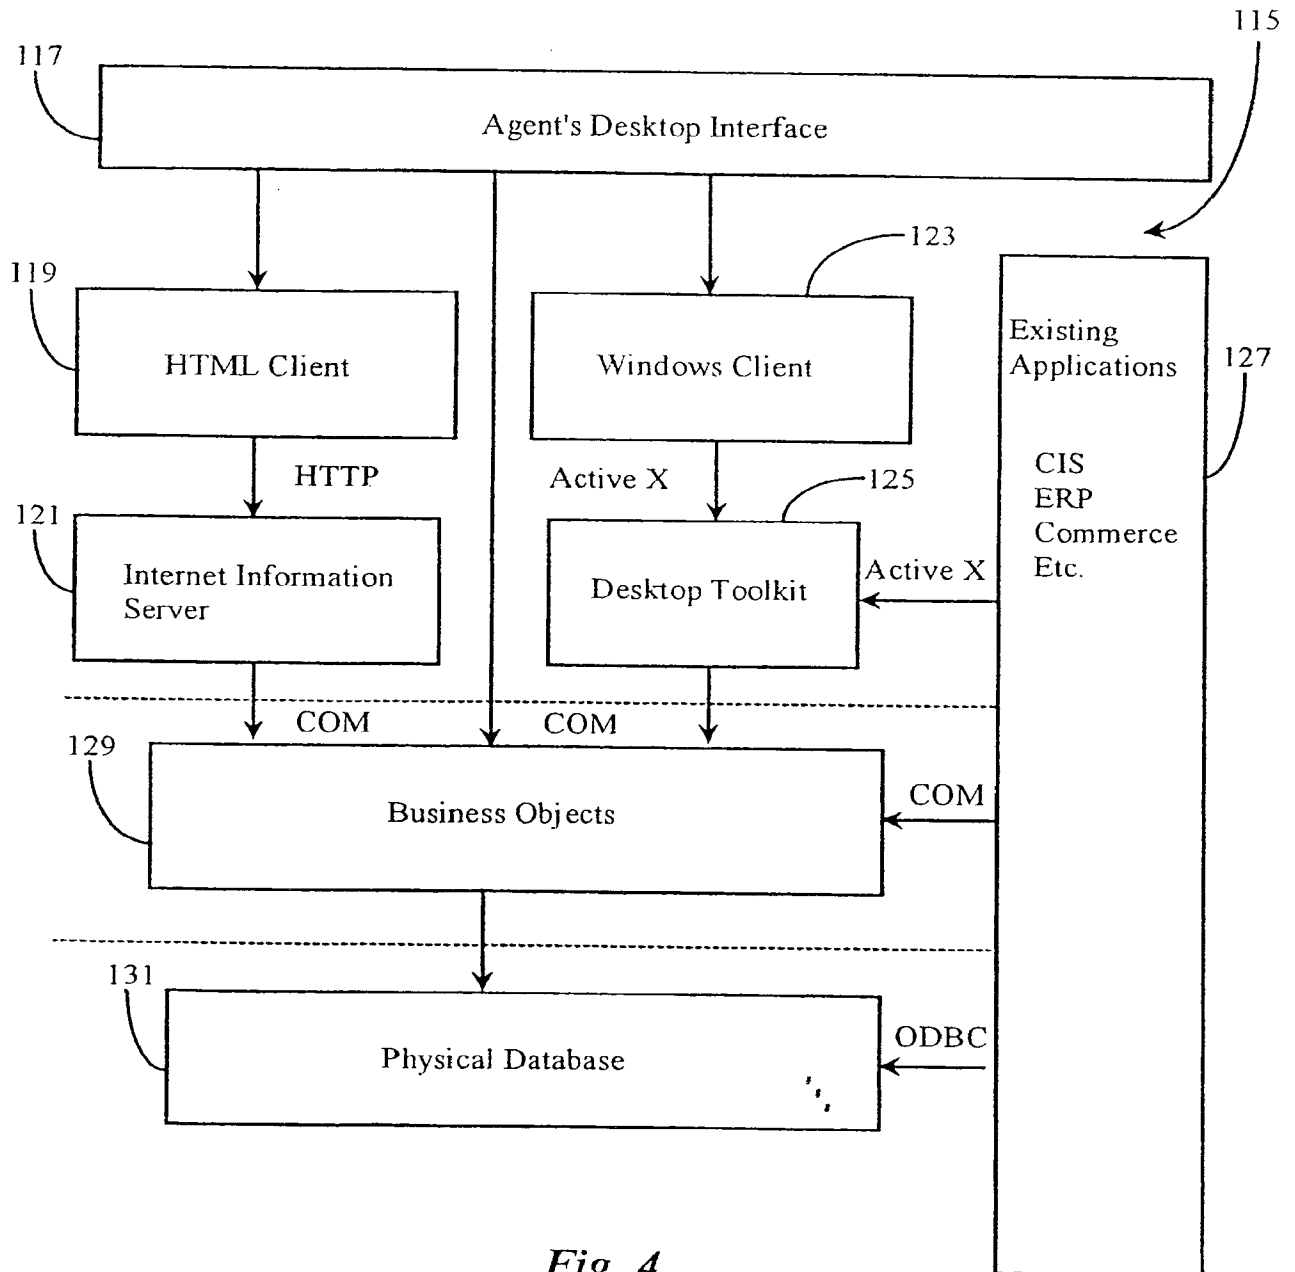 115
117
Agent's Desktop Interface
123
119
HTML Client
Windows Client
Existing
Applications
127
HTTP
Active X
125
CIS
ERP
Commerce
Etc.
121
Internet Information
Server
Desktop Toolkit
Active X
COM
COM
129
Business Objects
COM
131
Physical Database
ODBC
Fig. 4